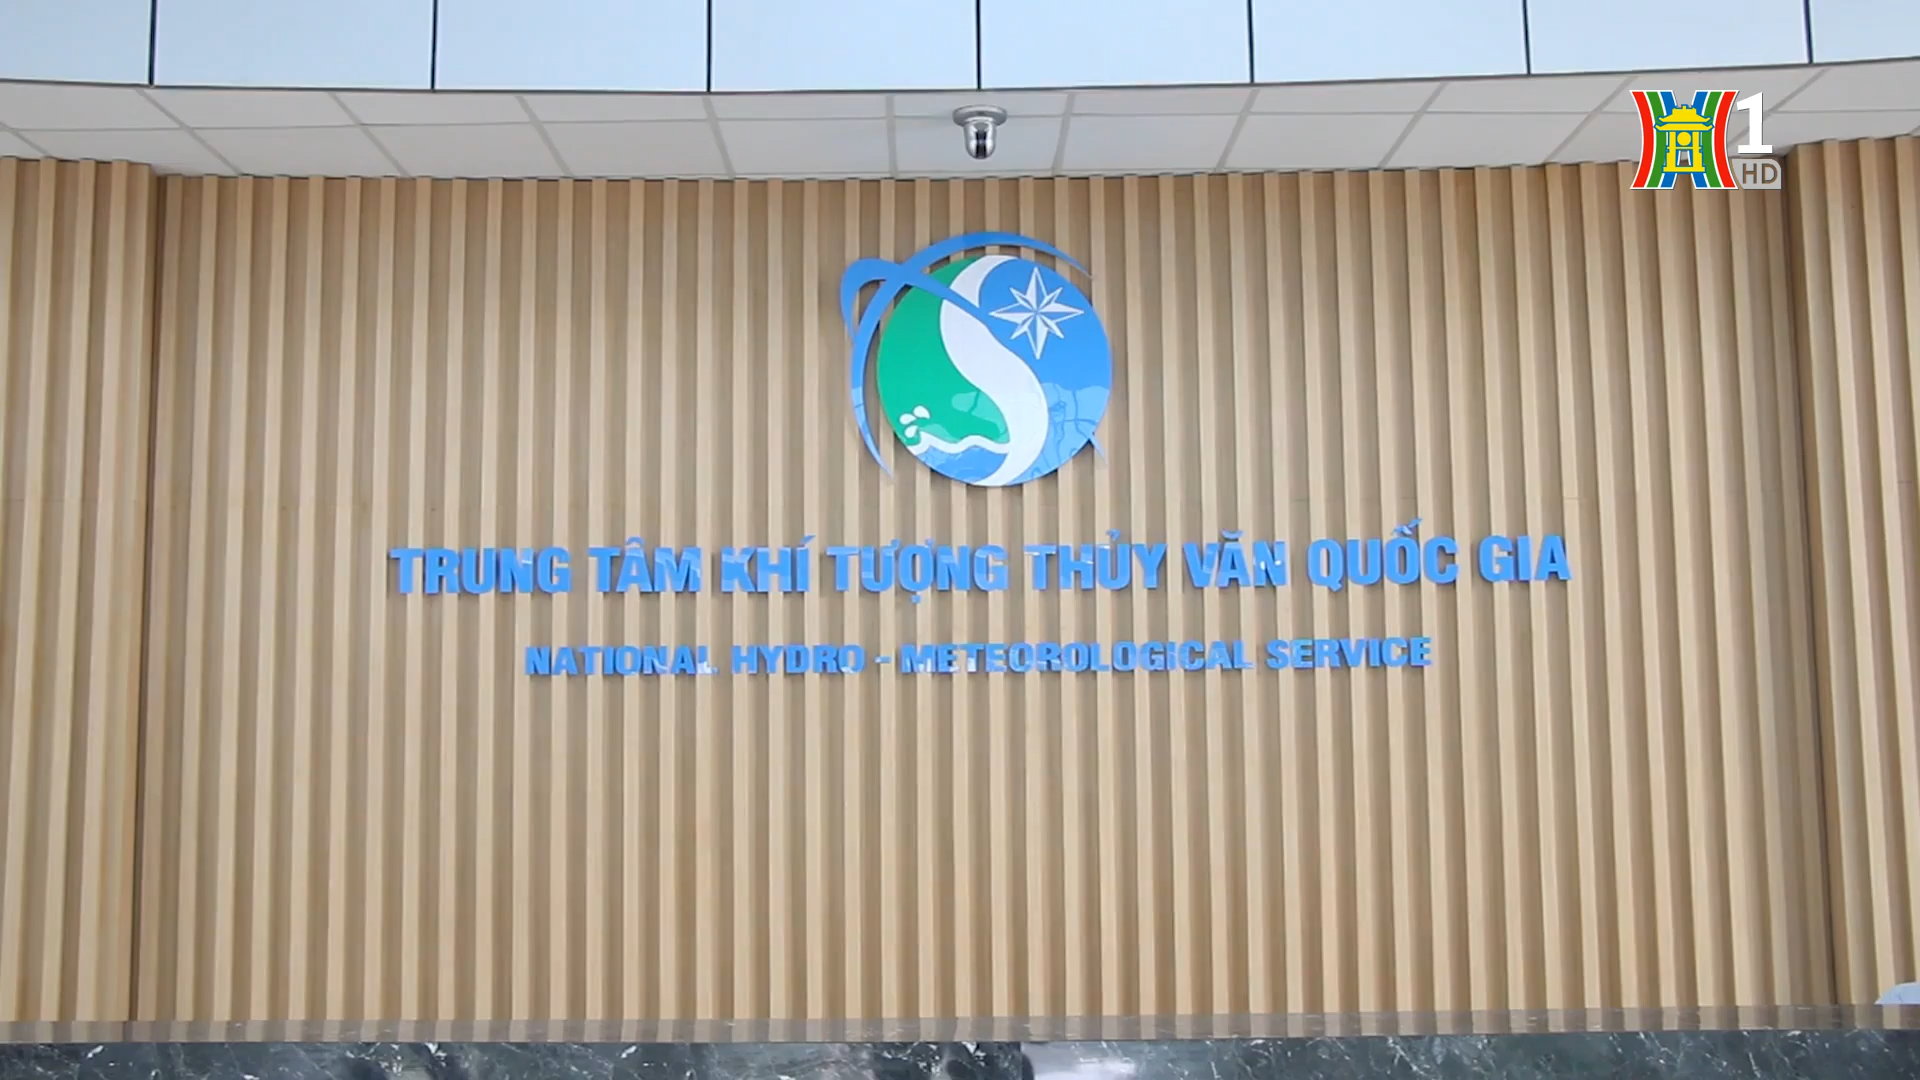 1
HD
TRUNG TÂM KHÍ TƯỢNG THỦY VĂN QUỐC GIA
NATIONAL HYDRO - METEOROLOGICAL SERVICE